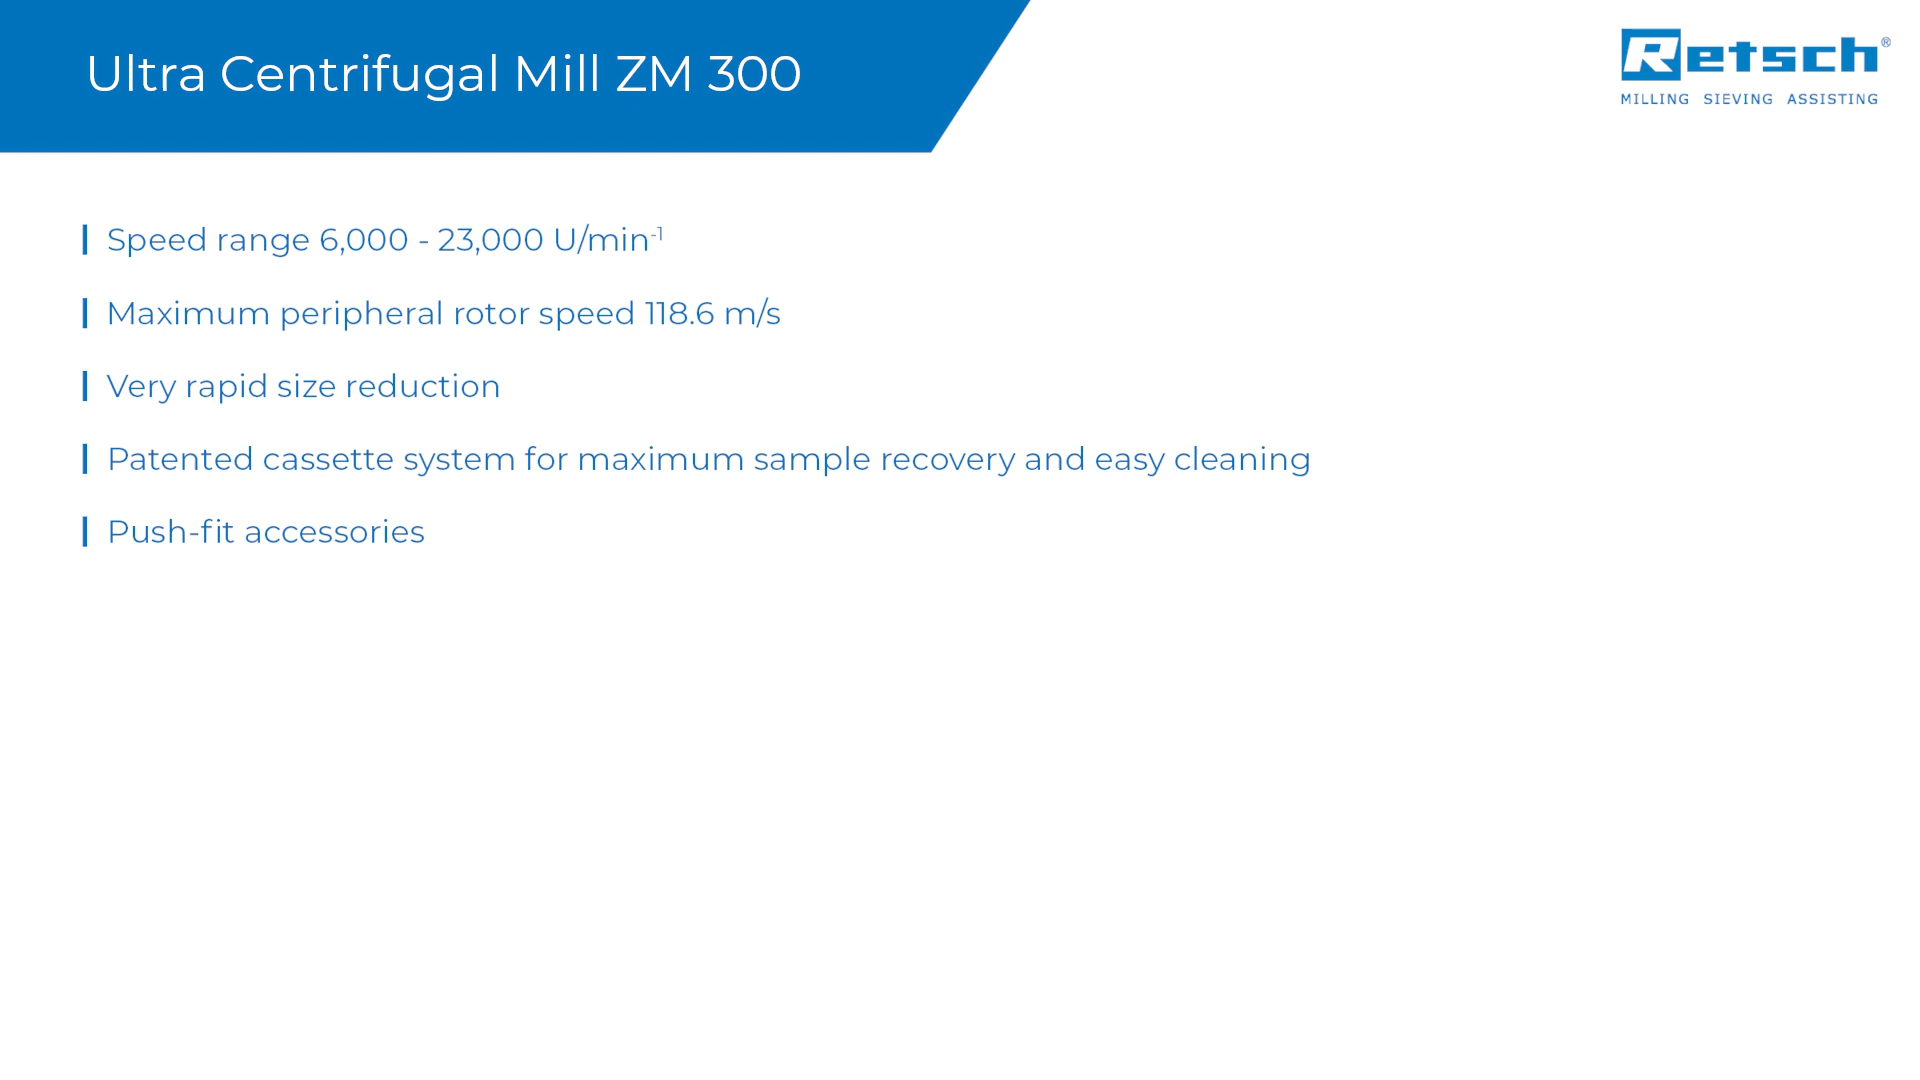 Ultra Centrifugal Mill ZM 300
Retsch®
MILLING SIEVING ASSISTING
Speed range 6,000 - 23,000 U/min⁻¹
Maximum peripheral rotor speed 118.6 m/s
Very rapid size reduction
Patented cassette system for maximum sample recovery and easy cleaning
Push-fit accessories